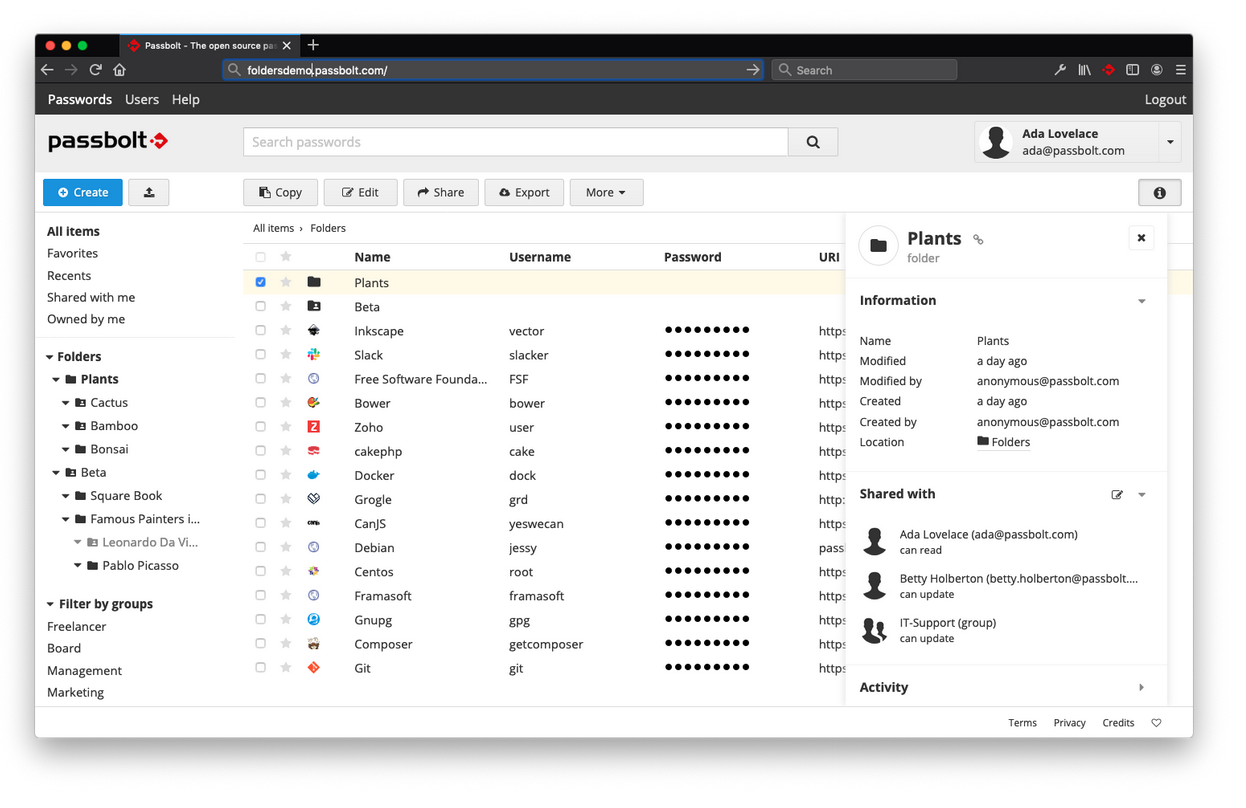 Passbolt - The open source pas
foldersdemo.passbolt.com/
Search
Passwords Users Help Logout
passbolt
Search passwords
Ada Lovelace
ada@passbolt.com
Create
Copy Edit Share Export More
All items
Favorites
Recents
Shared with me
Owned by me
Folders
Plants
Cactus
Bamboo
Bonsai
Beta
Square Book
Famous Painters i...
Leonardo Da Vi...
Pablo Picasso
Filter by groups
Freelancer
Board
Management
Marketing
All items › Folders
Name Username Password URI
Plants
Beta
Inkscape vector ●●●●●●●●● https
Slack slacker ●●●●●●●●● https
Free Software Founda... FSF ●●●●●●●●● https
Bower bower ●●●●●●●●● https
Zoho user ●●●●●●●●● https
cakephp cake ●●●●●●●●● https
Docker dock ●●●●●●●●● https
Grogle grd ●●●●●●●●● http:
CanJS yeswecan ●●●●●●●●● https
Debian jessy ●●●●●●●●● pass
Centos root ●●●●●●●●● https
Framasoft framasoft ●●●●●●●●● https
Gnupg gpg ●●●●●●●●● https
Composer getcomposer ●●●●●●●●● https
Git git ●●●●●●●●● https
Plants
folder
Information
Name Plants
Modified a day ago
Modified by anonymous@passbolt.com
Created a day ago
Created by anonymous@passbolt.com
Location Folders
Shared with
Ada Lovelace (ada@passbolt.com)
can read
Betty Holberton (betty.holberton@passbolt....
can update
IT-Support (group)
can update
Activity
Terms Privacy Credits